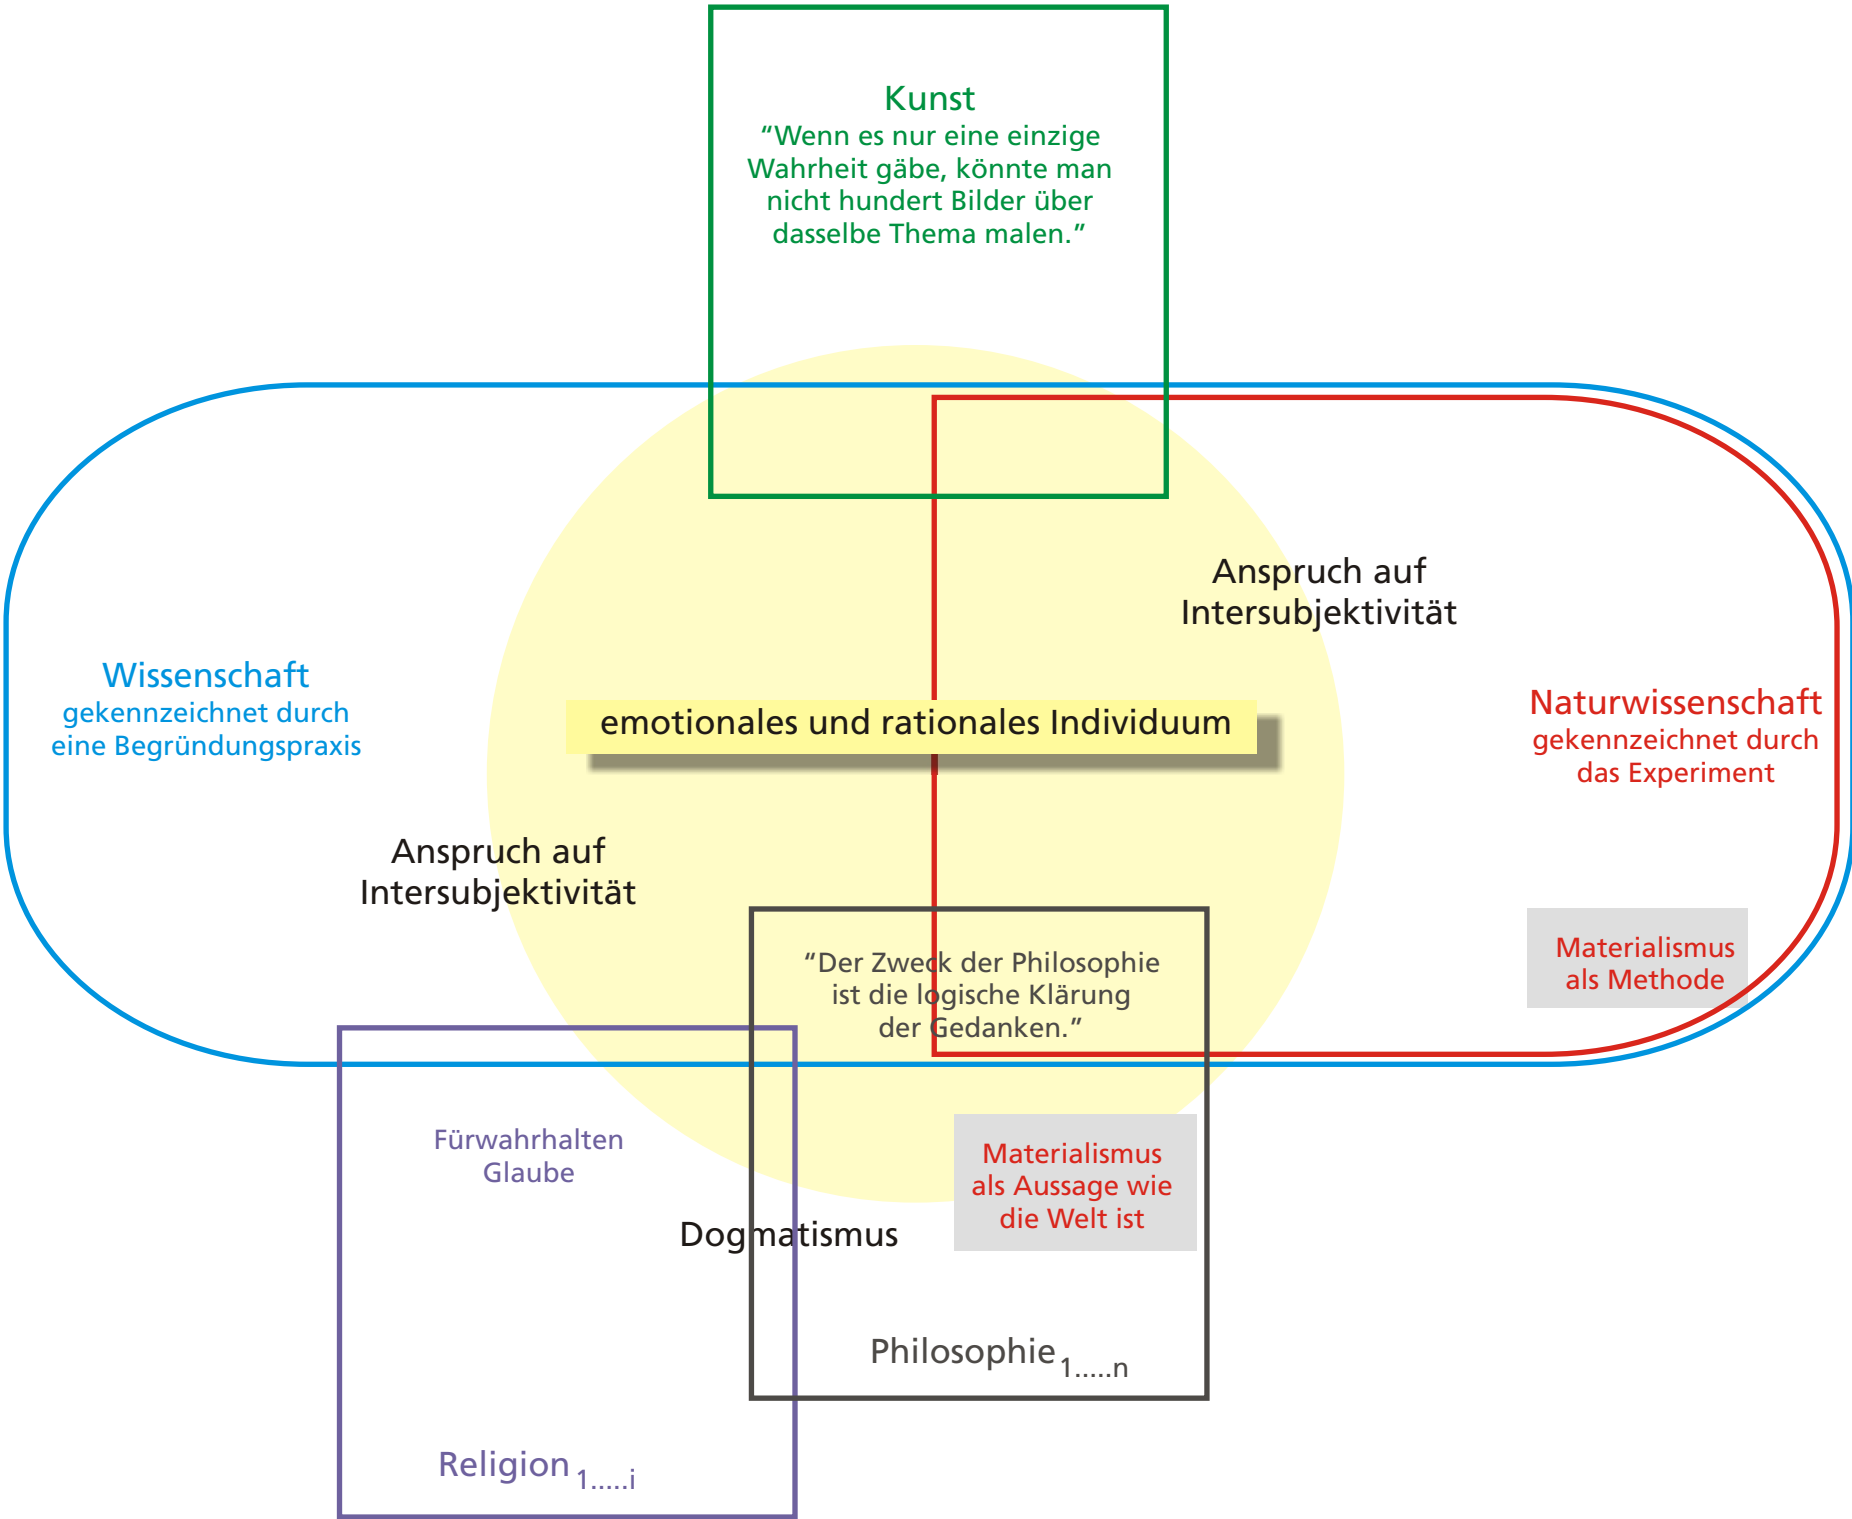 Kunst
“Wenn es nur eine einzige
Wahrheit gäbe, könnte man
nicht hundert Bilder über
dasselbe Thema malen.”
Anspruch auf
Intersubjektivität
Wissenschaft
gekennzeichnet durch
eine Begründungspraxis
emotionales und rationales Individuum
Naturwissenschaft
gekennzeichnet durch
das Experiment
Anspruch auf
Intersubjektivität
“Der Zweck der Philosophie
ist die logische Klärung
der Gedanken.”
Materialismus
als Methode
Fürwahrhalten
Glaube
Materialismus
als Aussage wie
die Welt ist
Dogmatismus
Philosophie 1.....n
Religion 1.....i